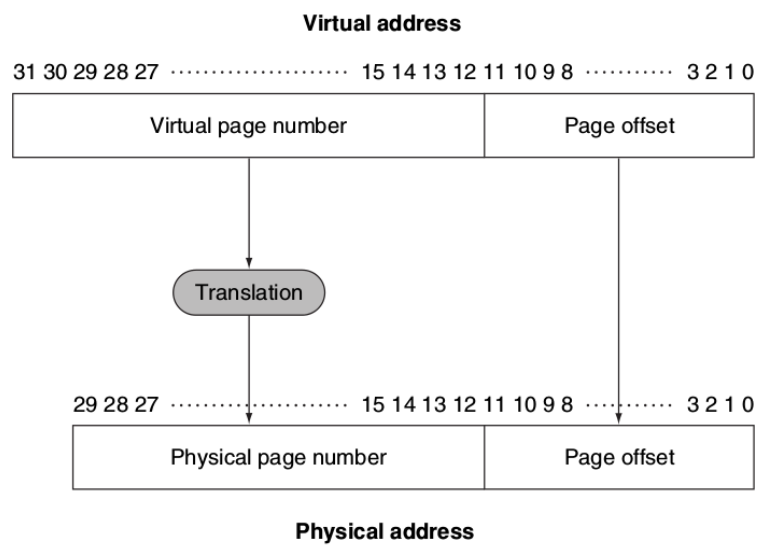 Virtual address
31 30 29 28 27 ······················ 15 14 13 12 11 10 9 8 ··········· 3 2 1 0
Virtual page number Page offset
Translation
29 28 27 ······················ 15 14 13 12 11 10 9 8 ··········· 3 2 1 0
Physical page number Page offset
Physical address